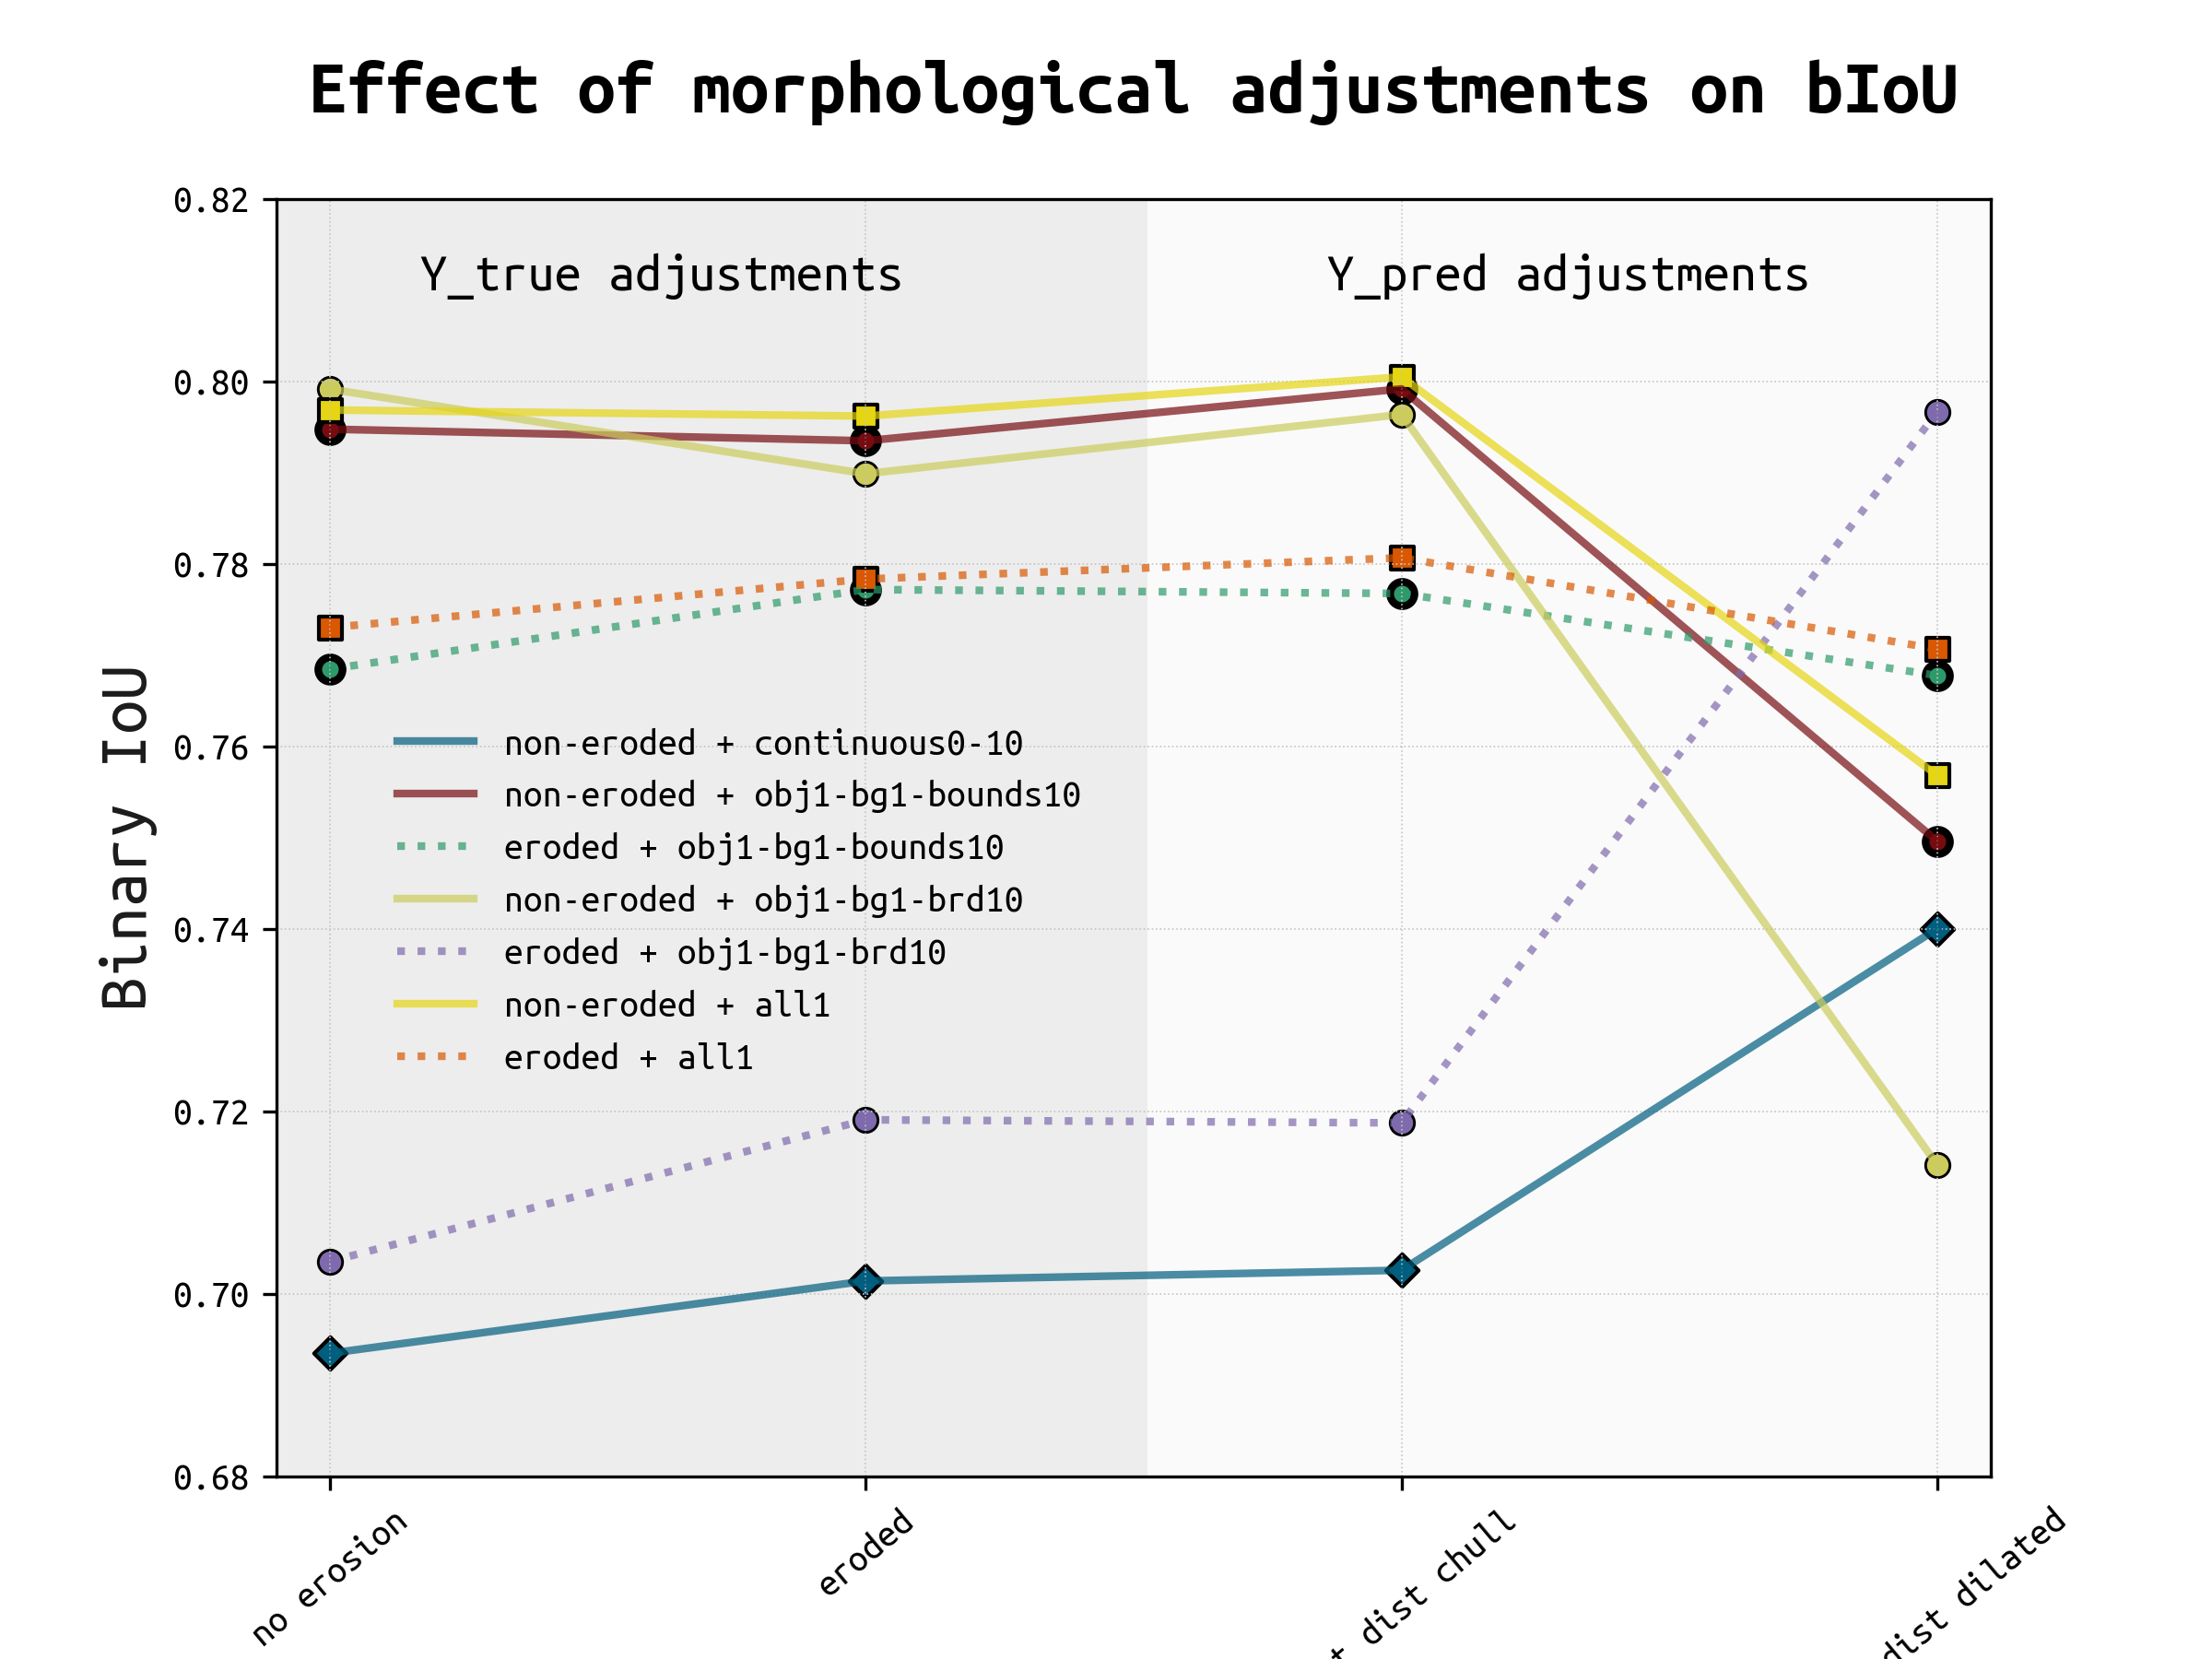 Effect of morphological adjustments on bIoU
Y_true adjustments
Y_pred adjustments
Binary IoU
0.82
0.80
0.78
0.76
0.74
0.72
0.70
0.68
non-eroded + continuous0-10
non-eroded + obj1-bg1-bounds10
eroded + obj1-bg1-bounds10
non-eroded + obj1-bg1-brd10
eroded + obj1-bg1-brd10
non-eroded + all1
eroded + all1
no erosion
eroded
dist chull
dist dilated